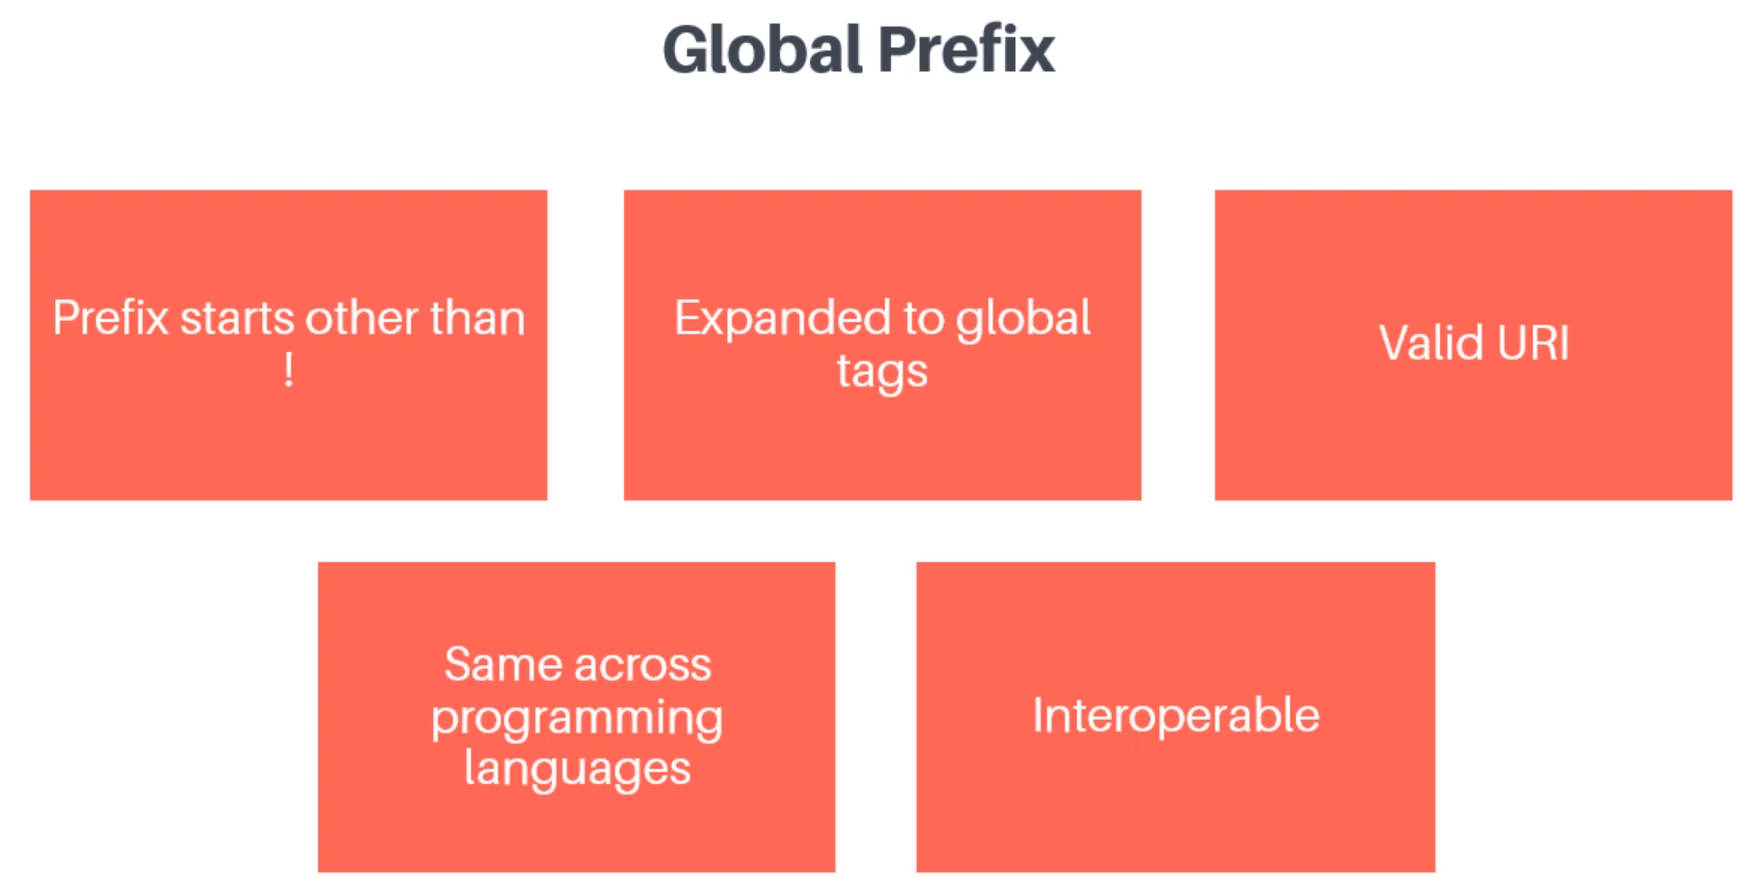 Global Prefix
Prefix starts other than
!
Expanded to global
tags
Valid URI
Same across
programming
languages
Interoperable